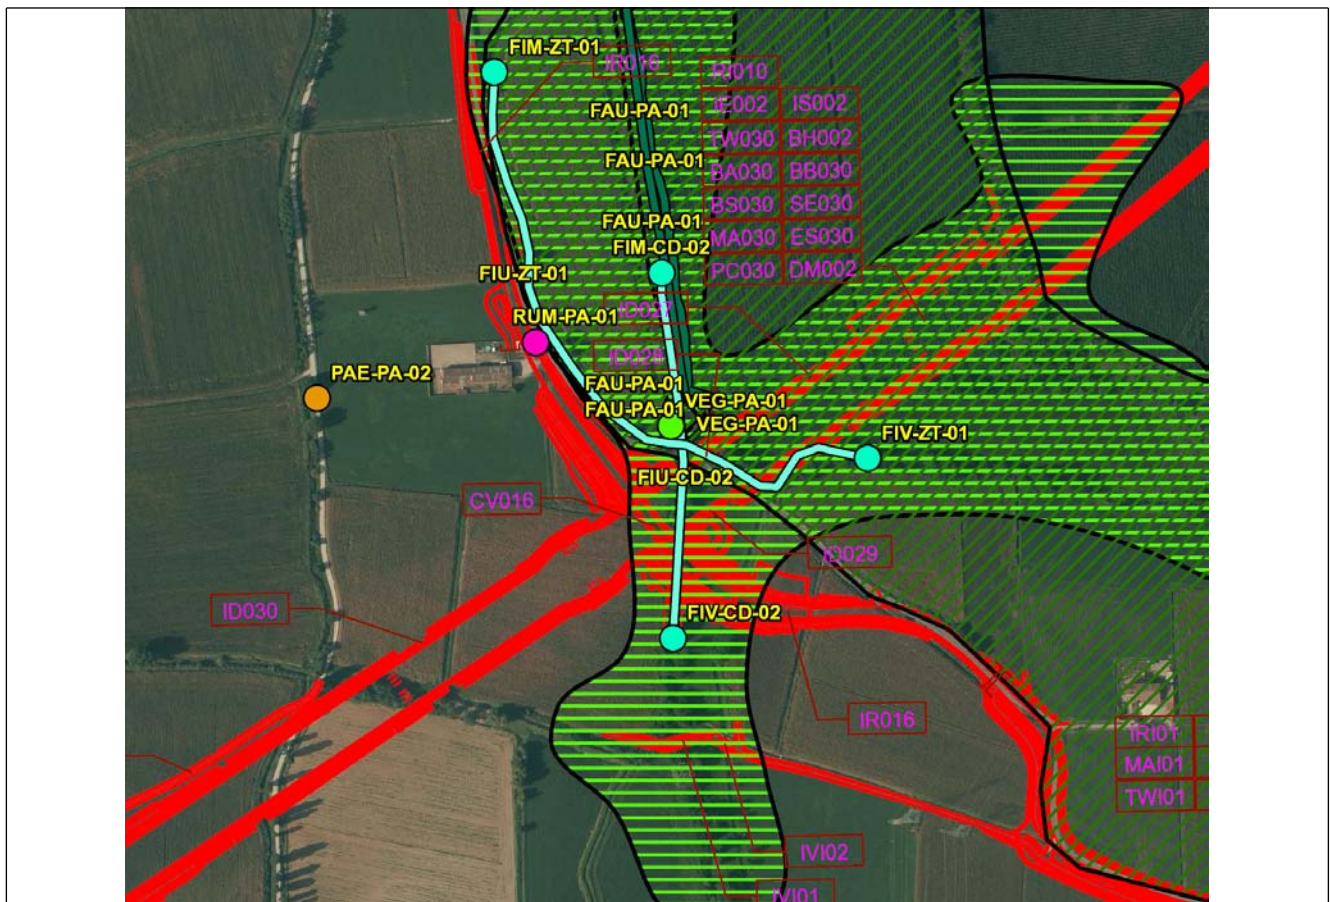 FIM-ZT-01
IR016
RI010
FAU-PA-01
IE002 IS002
TW030 BH002
FAU-PA-01
BA030 BB030
BS030 SE030
FAU-PA-01
MA030 ES030
FIM-CD-02
PC030 DM002
FIU-ZT-01
ID027
RUM-PA-01
ID028
PAE-PA-02
FAU-PA-01
VEG-PA-01
FAU-PA-01
VEG-PA-01
FIV-ZT-01
FIU-CD-02
CV016
ID029
ID030
FIV-CD-02
IR016
IRI01
MAI01
TWI01
IVI02
IVI01